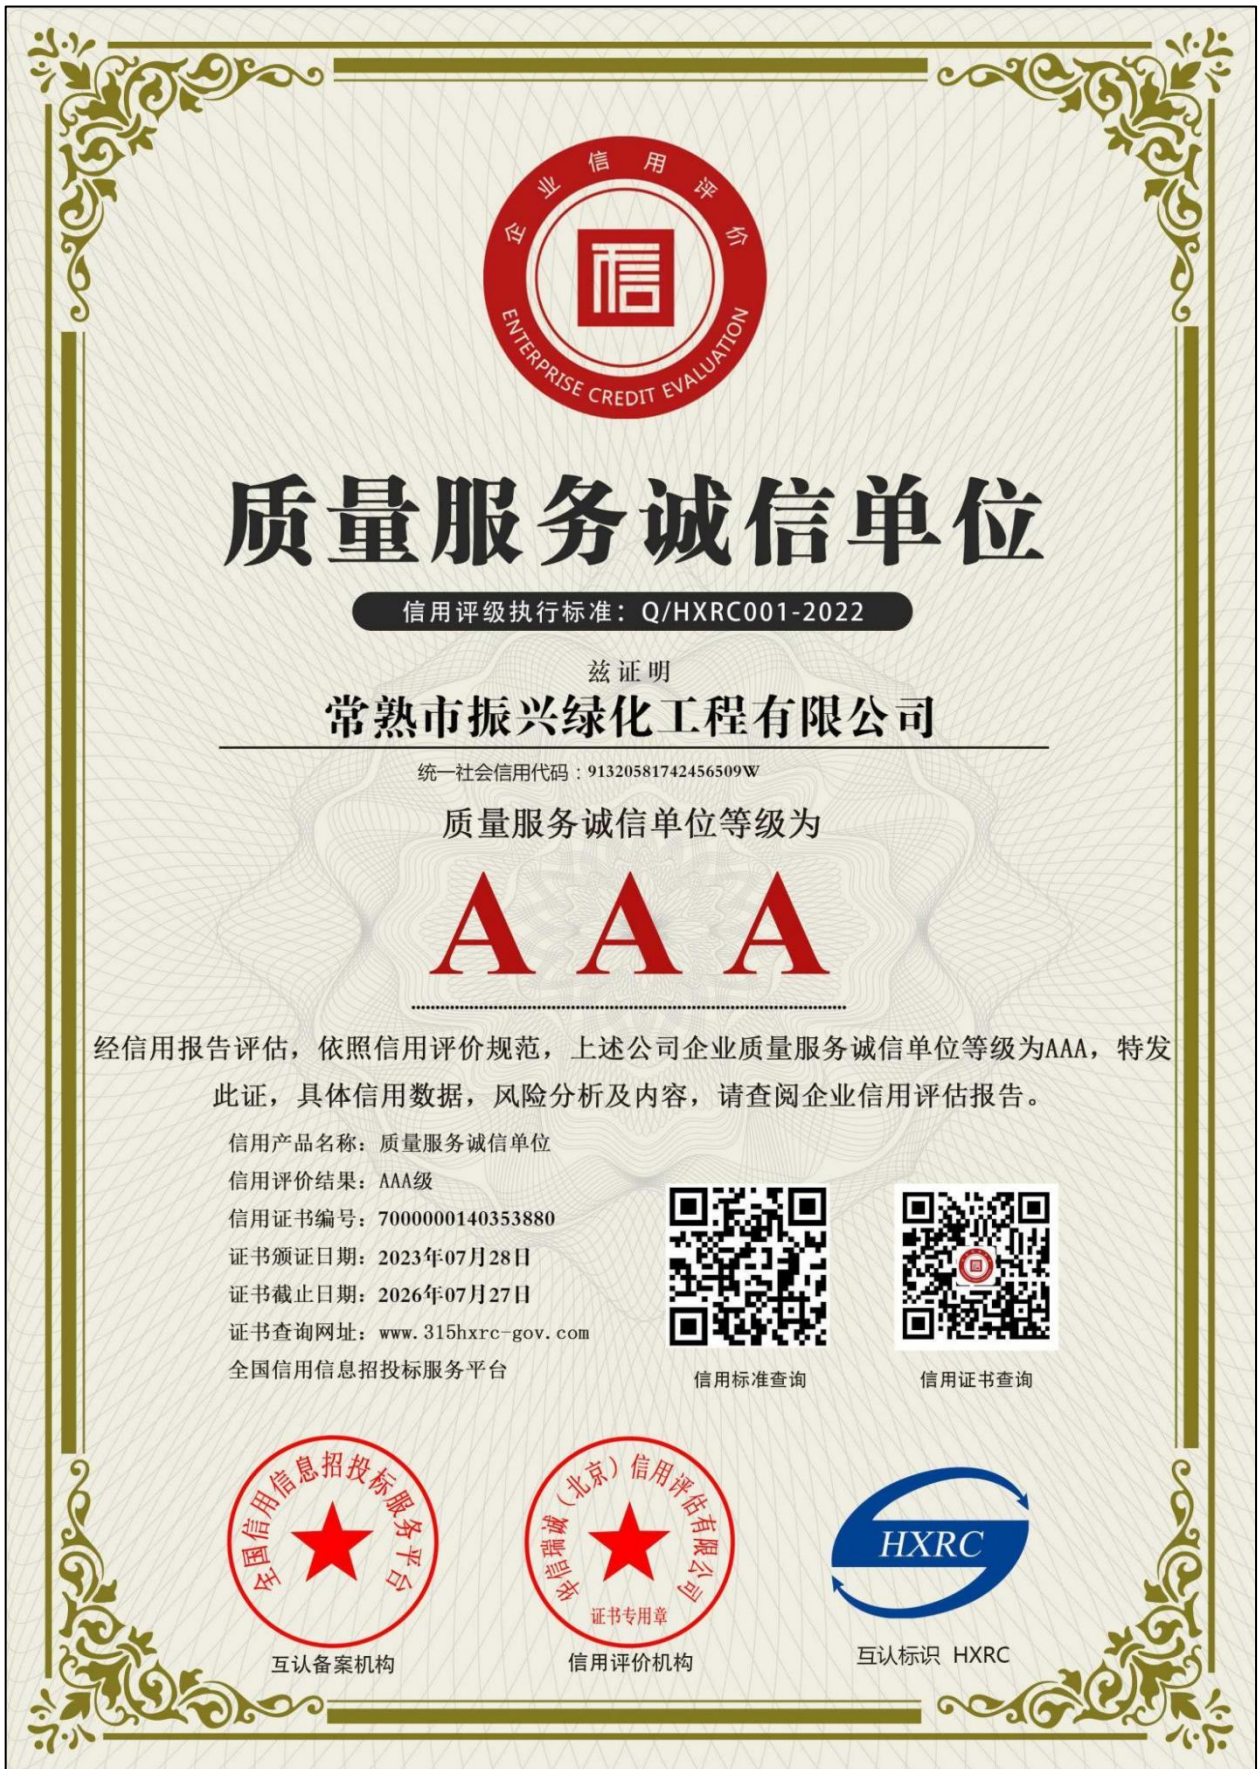 企业信用评价
信
ENTERPRISE CREDIT EVALUATION
质量服务诚信单位
信用评级执行标准：Q/HXRC001-2022
兹证明
常熟市振兴绿化工程有限公司
统一社会信用代码：91320581742456509W
质量服务诚信单位等级为
AAA
经信用报告评估，依照信用评价规范，上述公司企业质量服务诚信单位等级为AAA，特发
此证，具体信用数据，风险分析及内容，请查阅企业信用评估报告。
信用产品名称：质量服务诚信单位
信用评价结果：AAA级
信用证书编号：7000000140353880
证书颁证日期：2023年07月28日
证书截止日期：2026年07月27日
证书查询网址：www.315hxrc-gov.com
全国信用信息招投标服务平台
信用标准查询
信用证书查询
全国信用信息招投标服务平台
互认备案机构
华信瑞诚（北京）信用评估有限公司
证书专用章
信用评价机构
HXRC
互认标识 HXRC